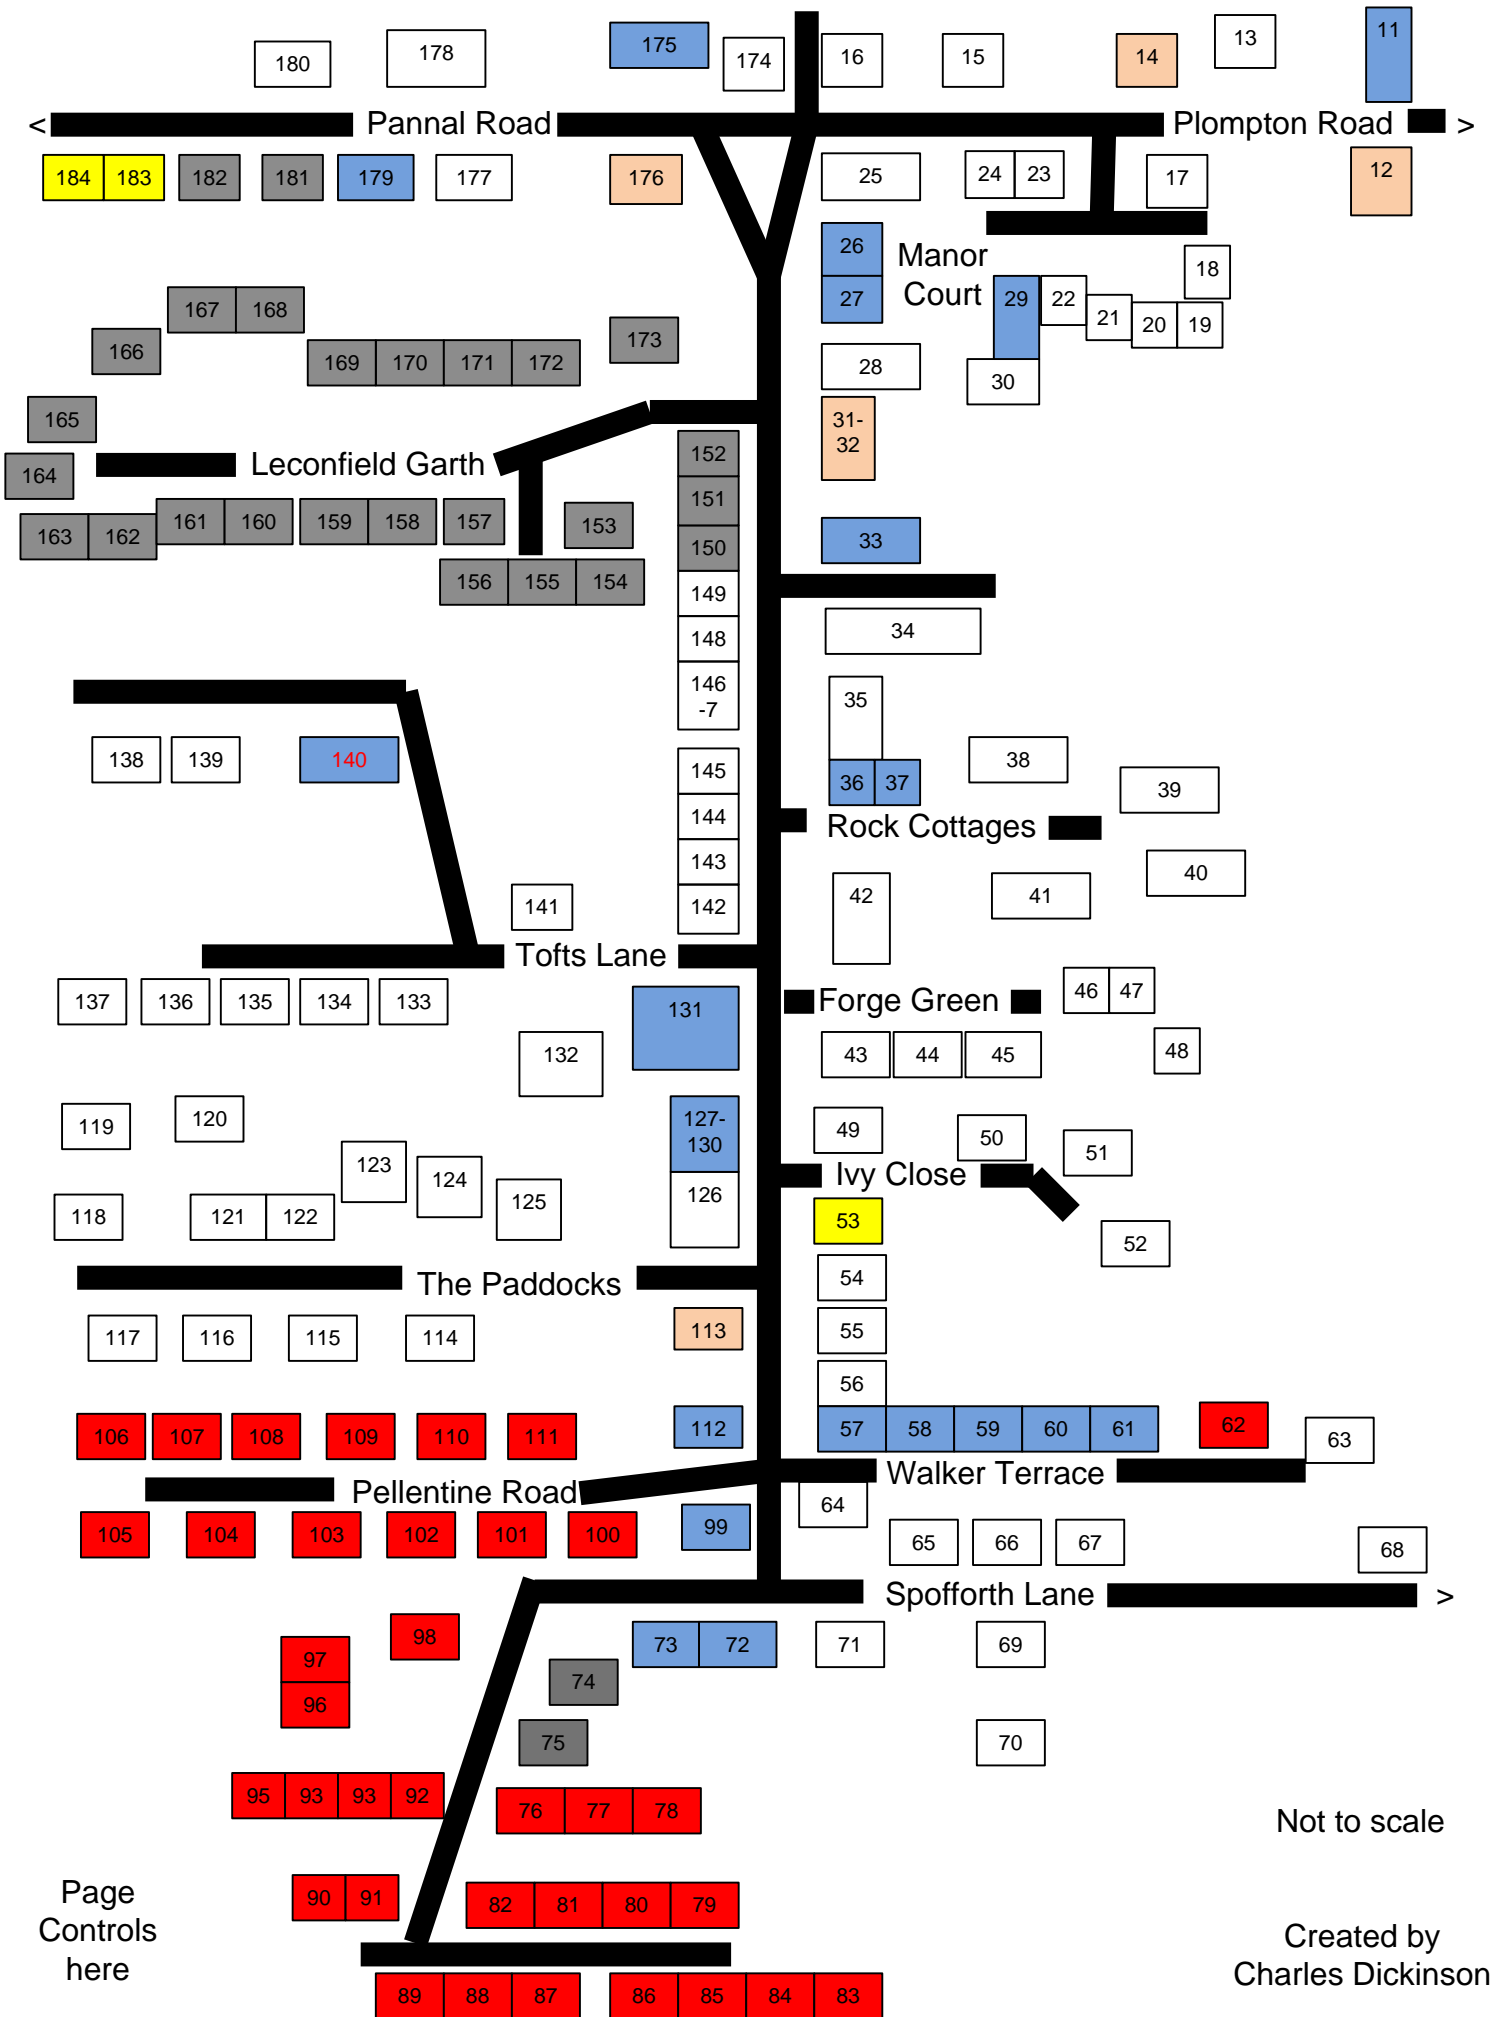 180 178 175 174 16 15 14 13 11
< Pannal Road Plompton Road >
184 183 182 181 179 177 176 25 24 23 17 12
26 Manor 18
27 Court 29 22 21 20 19
167 168
166 169 170 171 172 173 28 30
165 31-
32
164 Leconfield Garth 152
151
163 162 161 160 159 158 157 153 150 33
156 155 154 149
148 34
146
-7
35
138 139 140 145 38
144 36 37 39
Rock Cottages
143 40
141 142 42 41
Tofts Lane
137 136 135 134 133 131 Forge Green 46 47
132 43 44 45 48
119 120 127-
130
49 50 51
123 124 125 126 Ivy Close
118 121 122 53 52
The Paddocks 54
117 116 115 114 113 55
56
106 107 108 109 110 111 112 57 58 59 60 61 62 63
Pellentine Road Walker Terrace
64
105 104 103 102 101 100 99 65 66 67 68
Spofforth Lane >
98 73 72 71 69
97 74
96 75 70
95 93 93 92 76 77 78
Not to scale
90 91 82 81 80 79
Page
Controls
here
Created by
Charles Dickinson
89 88 87 86 85 84 83